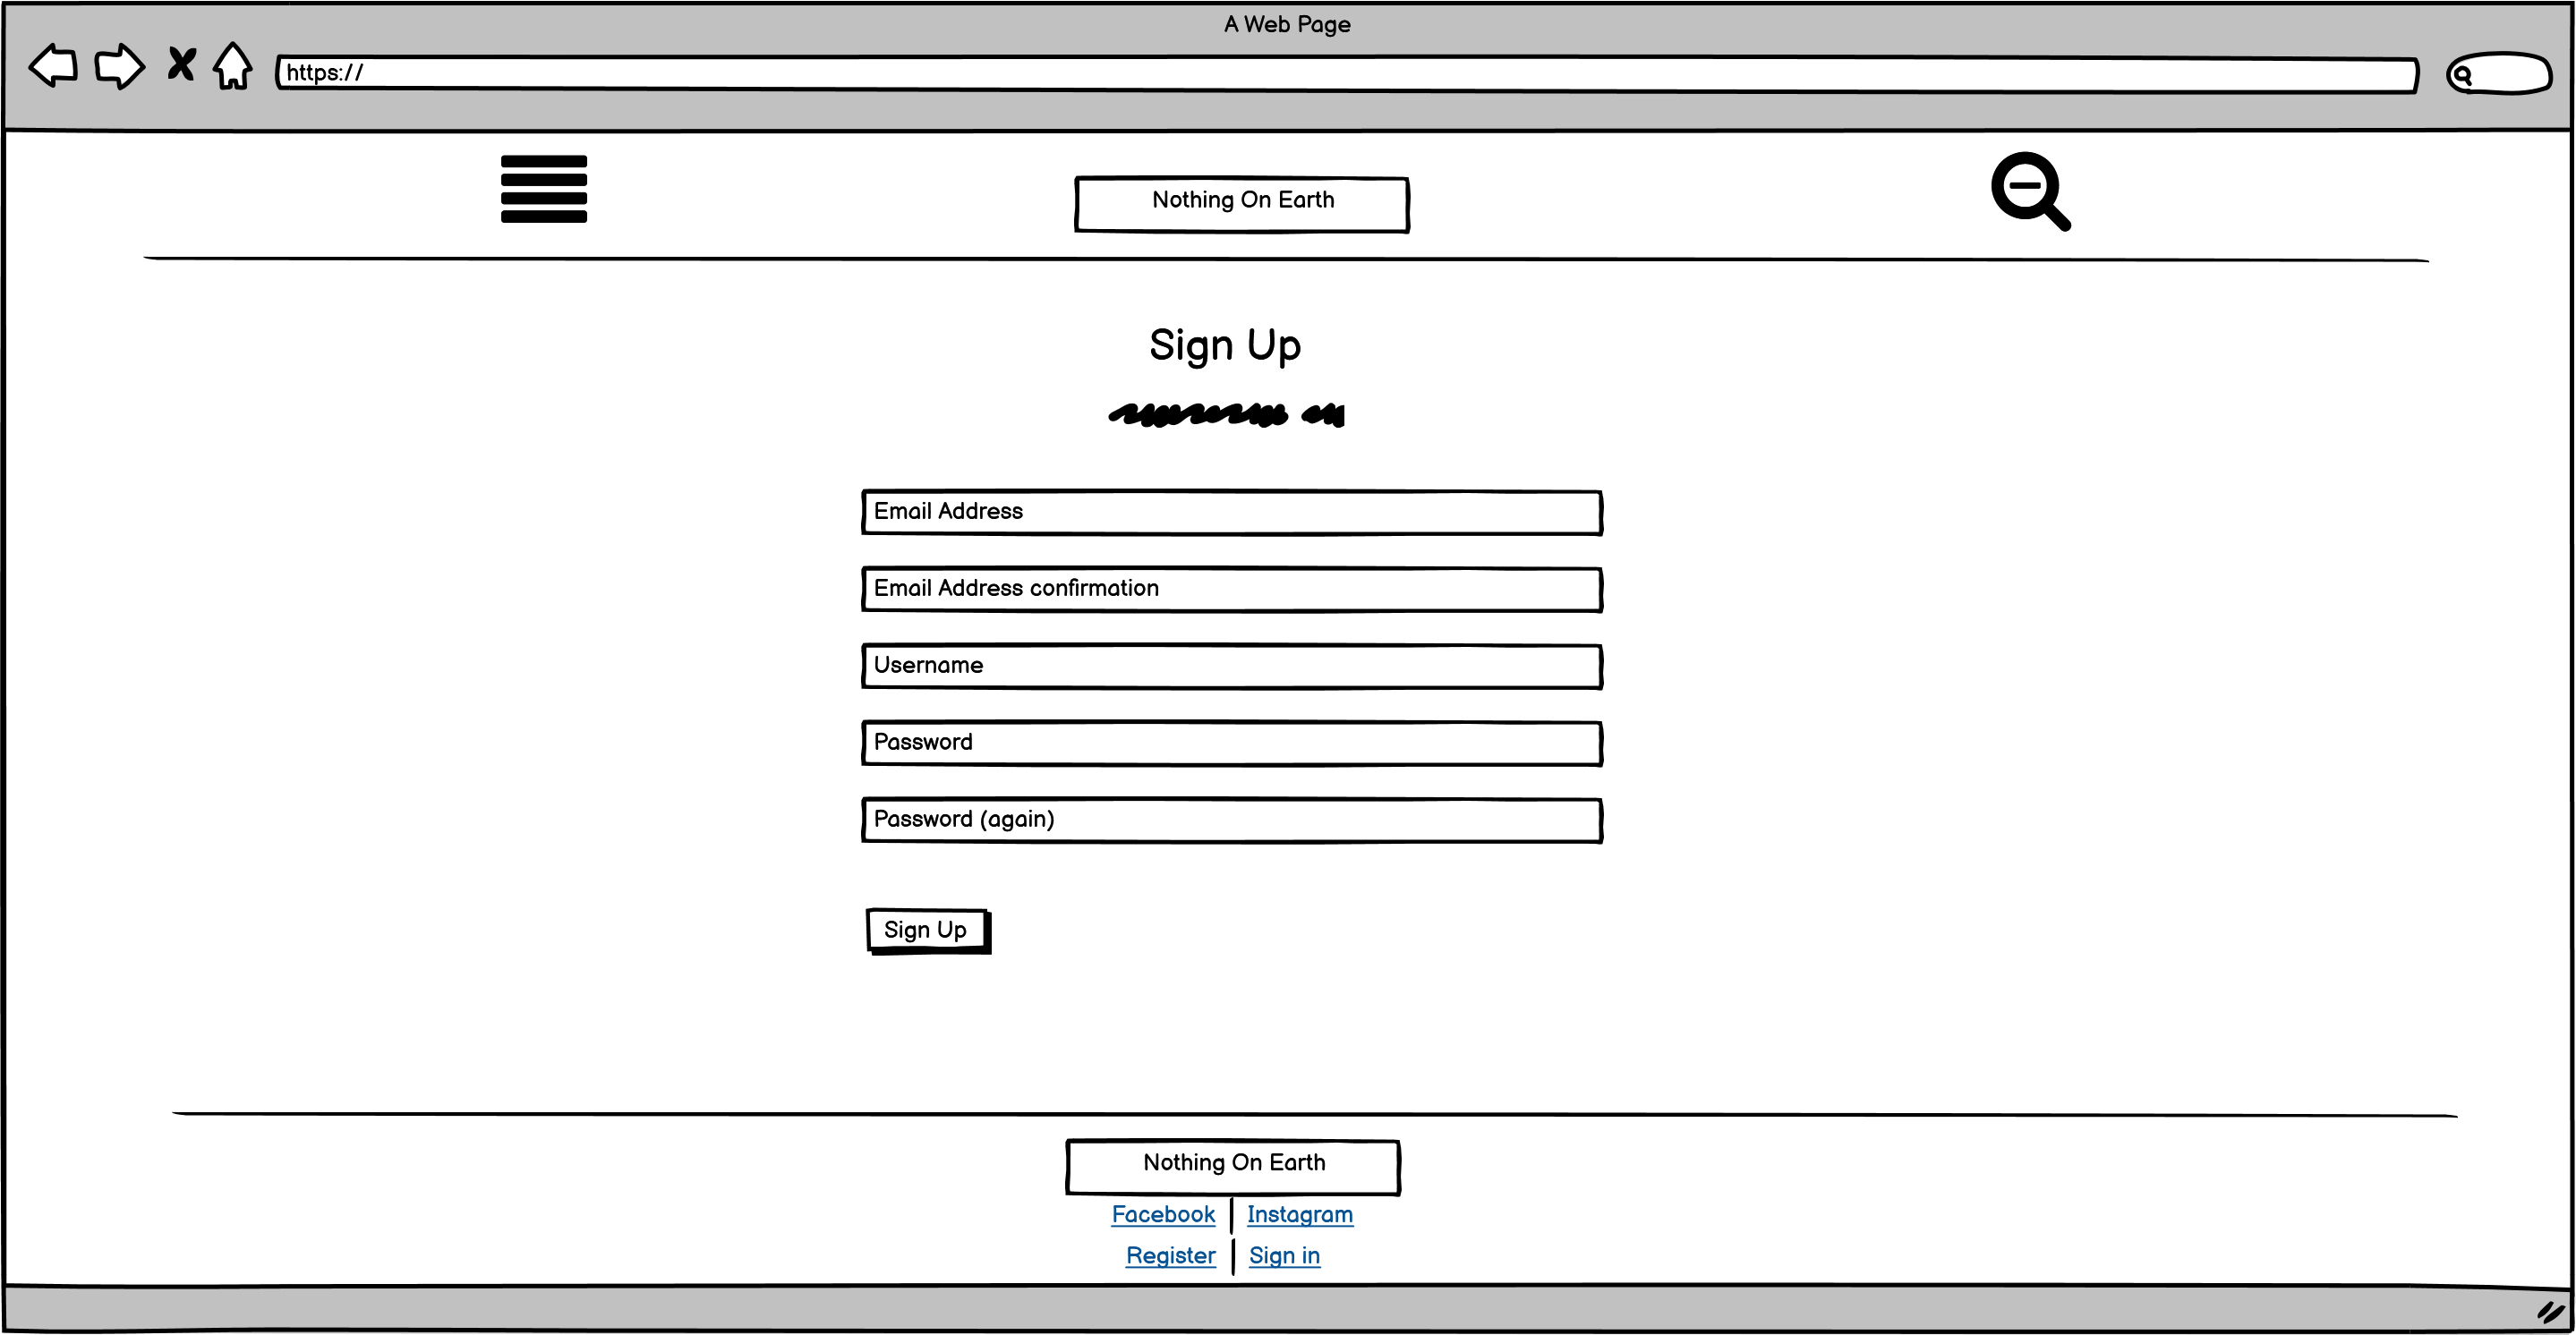 A Web Page
https://
Nothing On Earth
Sign Up
Email Address
Email Address confirmation
Username
Password
Password (again)
Sign Up
Nothing On Earth
Facebook Instagram
Register Sign in